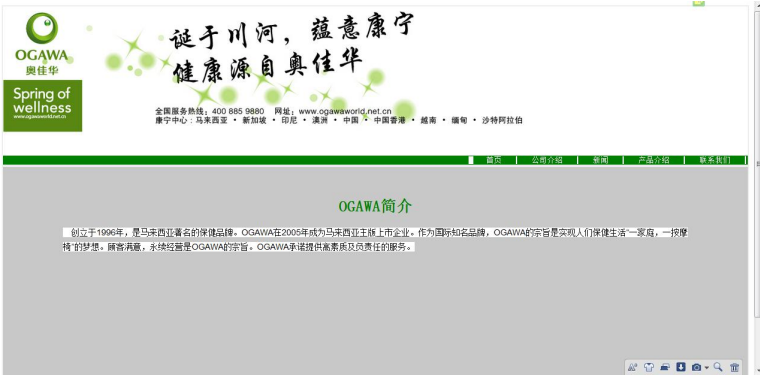 OGAWA
奥佳华
Spring of
wellness
www.ogawaworld.net.cn
诞于川河，蕴意康宁
健康源自奥佳华
全国服务热线：400 885 9880 网址：www.ogawaworld.net.cn
康宁中心：马来西亚 • 新加坡 • 印尼 • 澳洲 • 中国 • 中国香港 • 越南 • 缅甸 • 沙特阿拉伯
首页 | 公司介绍 | 新闻 | 产品介绍 | 联系我们 |
OGAWA简介
创立于1996年，是马来西亚著名的保健品牌。OGAWA在2005年成为马来西亚主版上市企业。作为国际知名品牌，OGAWA的宗旨是实现人们保健生活“一家庭，一按摩
椅”的梦想。顾客满意，永续经营是OGAWA的宗旨。OGAWA承诺提供高素质及负责任的服务。